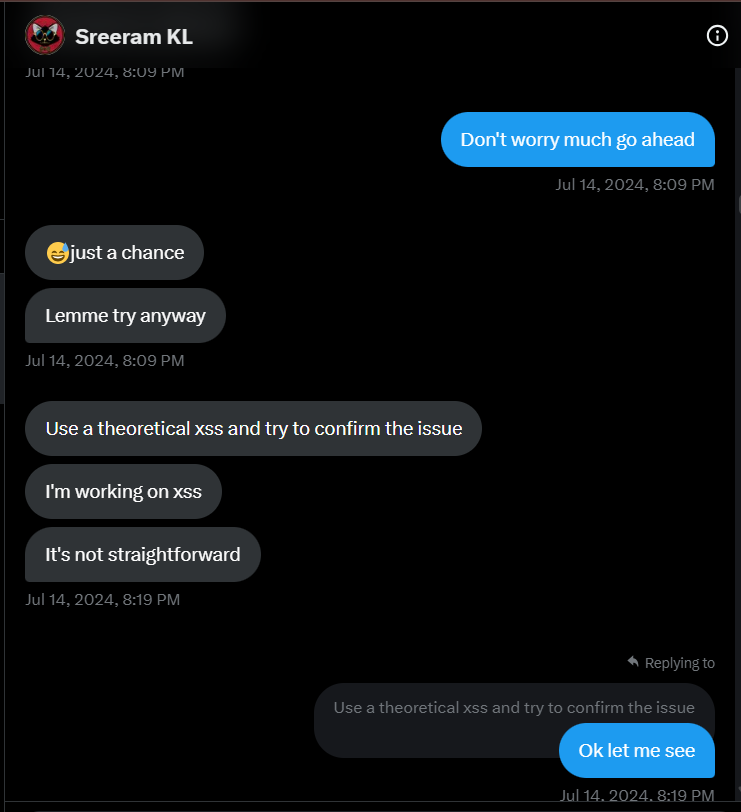 Sreeram KL
Jul 14, 2024, 8:09 PM
Don't worry much go ahead
Jul 14, 2024, 8:09 PM
😅just a chance
Lemme try anyway
Jul 14, 2024, 8:09 PM
Use a theoretical xss and try to confirm the issue
I'm working on xss
It's not straightforward
Jul 14, 2024, 8:19 PM
Replying to
Use a theoretical xss and try to confirm the issue
Ok let me see
Jul 14, 2024, 8:19 PM